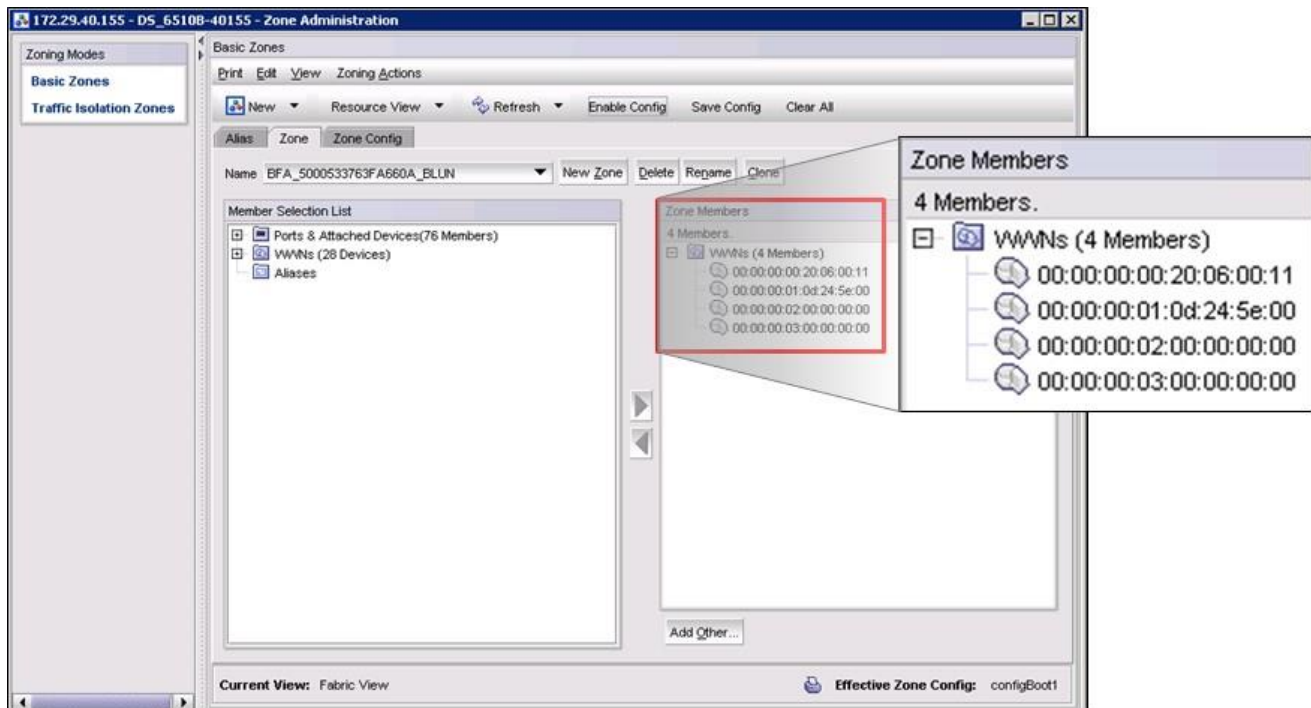 172.29.40.155 - DS_6510B-40155 - Zone Administration
Zoning Modes
Basic Zones
Traffic Isolation Zones
Basic Zones
Print Edit View Zoning Actions
New Resource View Refresh Enable Config Save Config Clear All
Alias Zone Zone Config
Name BFA_5000533763FA660A_BLUN New Zone Delete Rename Clone
Member Selection List
Ports & Attached Devices(76 Members)
WWNs (28 Devices)
Aliases
Zone Members
4 Members.
WWNs (4 Members)
00:00:00:00:20:06:00:11
00:00:00:01:0d:24:5e:00
00:00:00:02:00:00:00:00
00:00:00:03:00:00:00:00
Zone Members
4 Members.
WWNs (4 Members)
00:00:00:00:20:06:00:11
00:00:00:01:0d:24:5e:00
00:00:00:02:00:00:00:00
00:00:00:03:00:00:00:00
Add Other...
Current View: Fabric View
Effective Zone Config: configBoot1